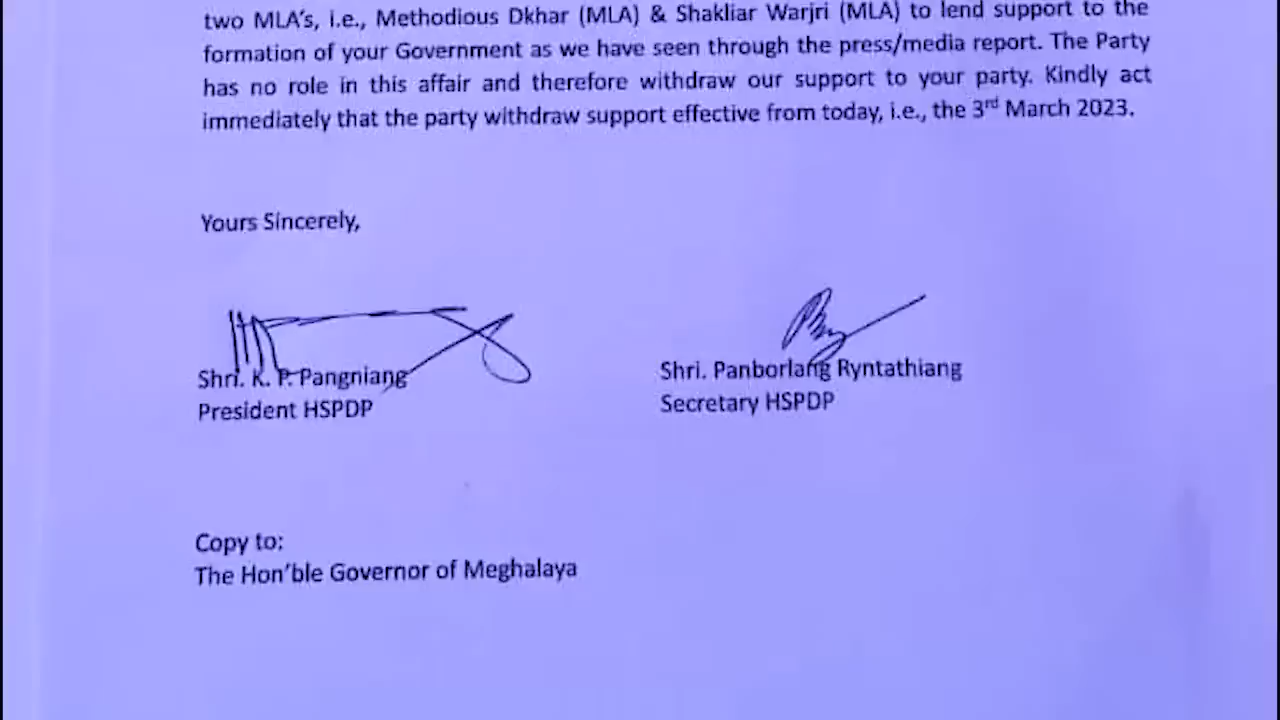 two MLA's, i.e., Methodious Dkhar (MLA) & Shakliar Warjri (MLA) to lend support to the
formation of your Government as we have seen through the press/media report. The Party
has no role in this affair and therefore withdraw our support to your party. Kindly act
immediately that the party withdraw support effective from today, i.e., the 3rd March 2023.
Yours Sincerely,
Shri. K. P. Pangniang
President HSPDP
Shri. Panborlang Ryntathiang
Secretary HSPDP
Copy to:
The Hon'ble Governor of Meghalaya